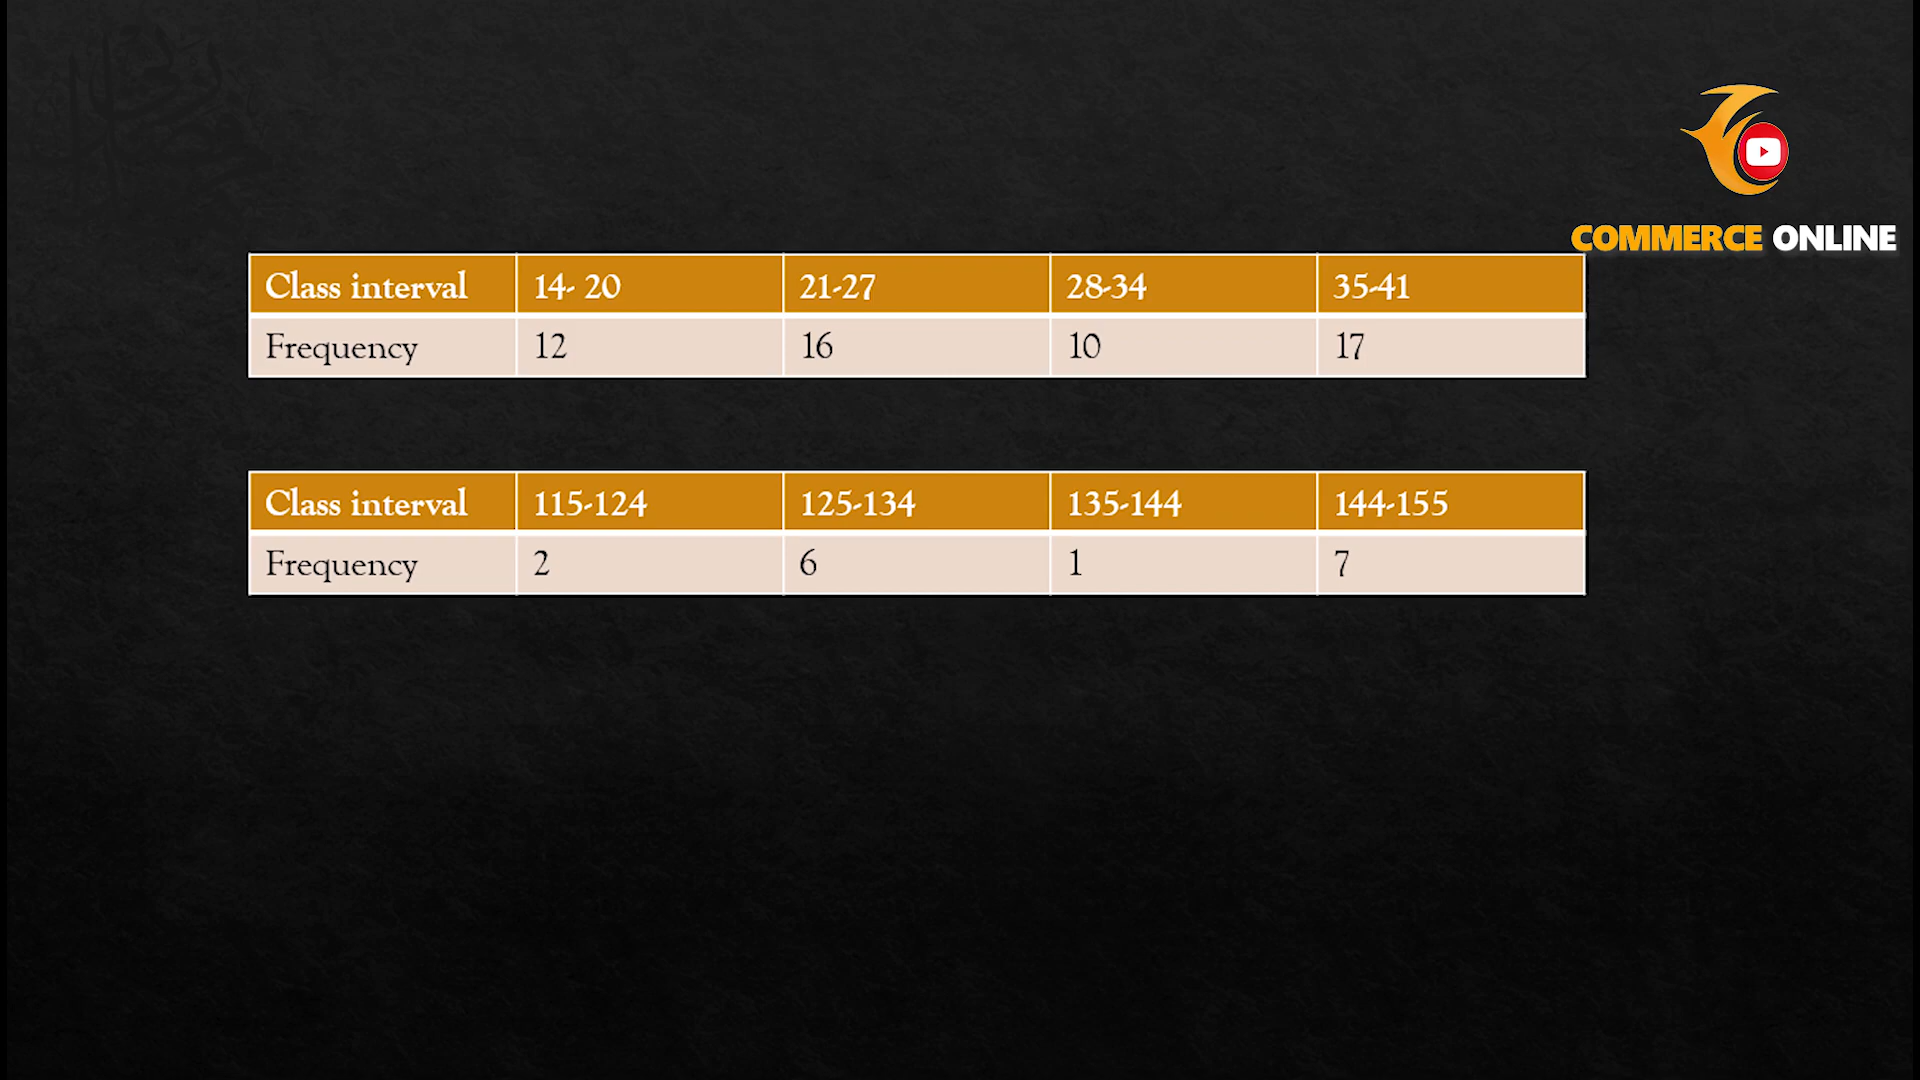 COMMERCE ONLINE
Class interval 14- 20 21-27 28-34 35-41
Frequency 12 16 10 17
Class interval 115-124 125-134 135-144 144-155
Frequency 2 6 1 7